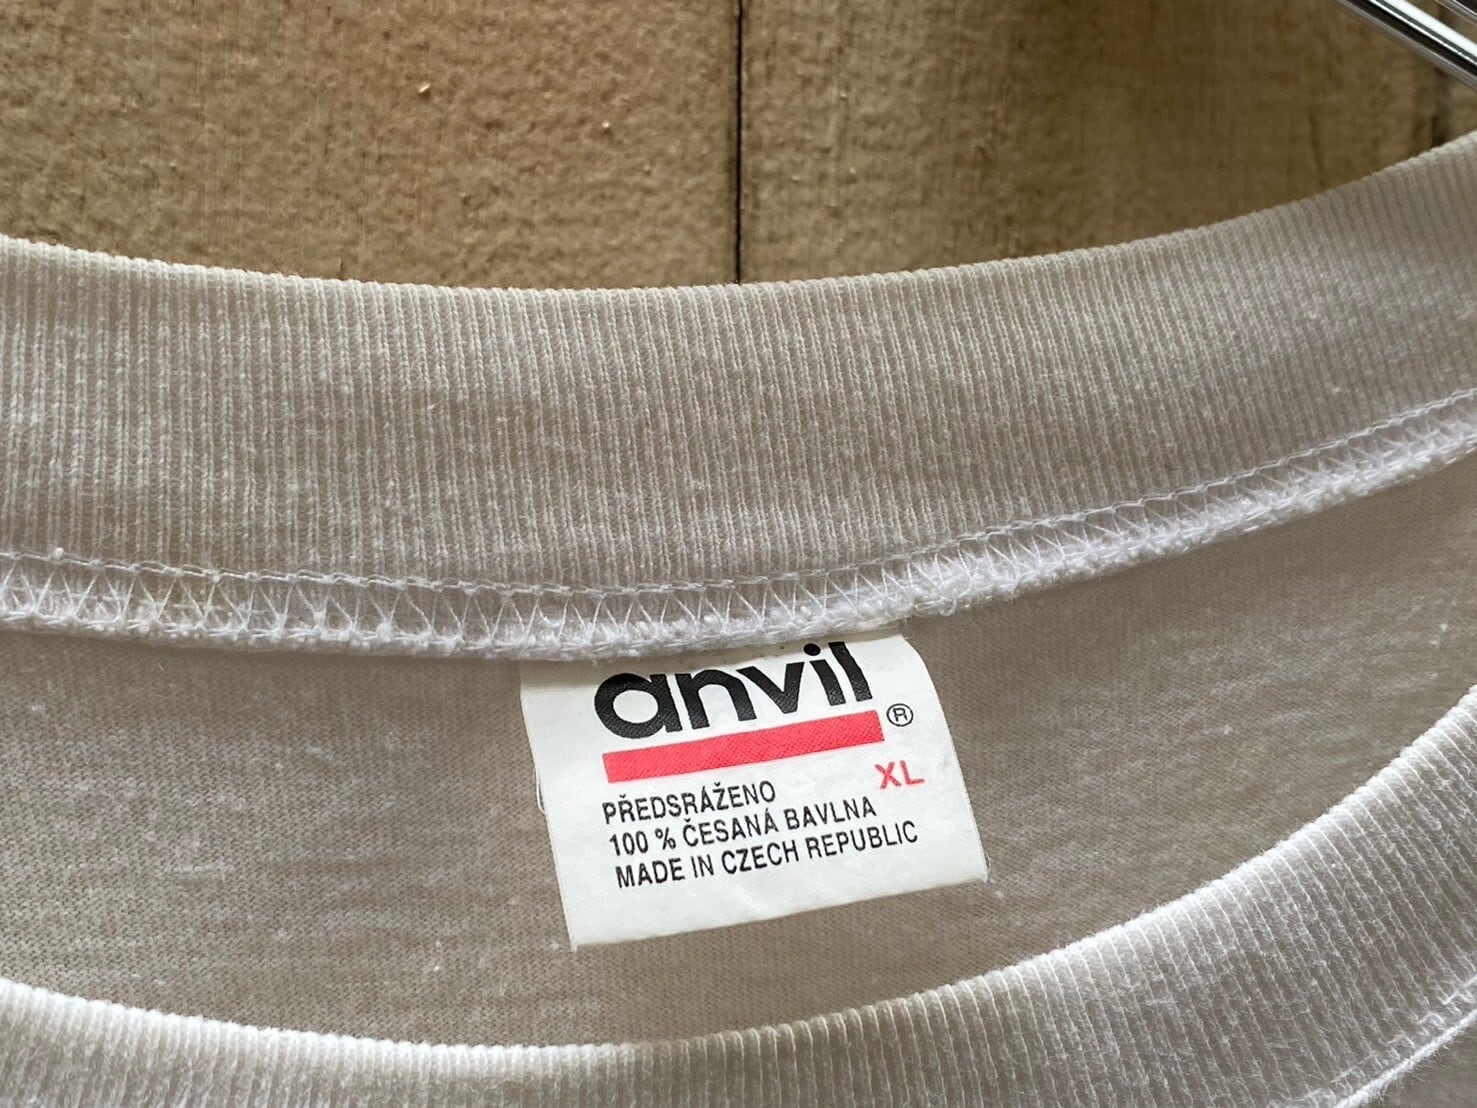 anvil®
XL
PŘEDSRÁŽENO
100 % ČESANÁ BAVLNA
MADE IN CZECH REPUBLIC